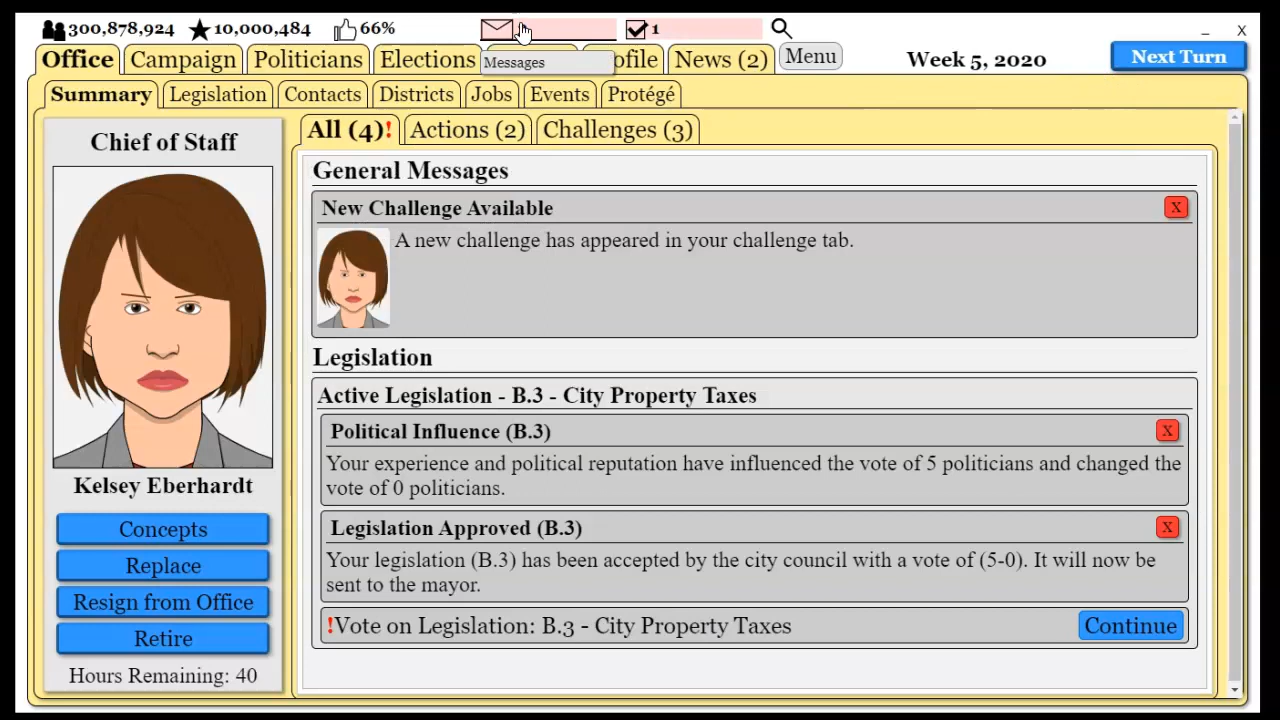 300,878,924 10,000,484 66% 1
_ X
Office Campaign Politicians Elections ofile News (2) Menu Week 5, 2020 Next Turn
Messages
Summary Legislation Contacts Districts Jobs Events Protégé
Chief of Staff
Kelsey Eberhardt
Concepts
Replace
Resign from Office
Retire
Hours Remaining: 40
All (4)! Actions (2) Challenges (3)
General Messages
New Challenge Available X
A new challenge has appeared in your challenge tab.
Legislation
Active Legislation - B.3 - City Property Taxes
Political Influence (B.3) X
Your experience and political reputation have influenced the vote of 5 politicians and changed the
vote of 0 politicians.
Legislation Approved (B.3) X
Your legislation (B.3) has been accepted by the city council with a vote of (5-0). It will now be
sent to the mayor.
!Vote on Legislation: B.3 - City Property Taxes Continue